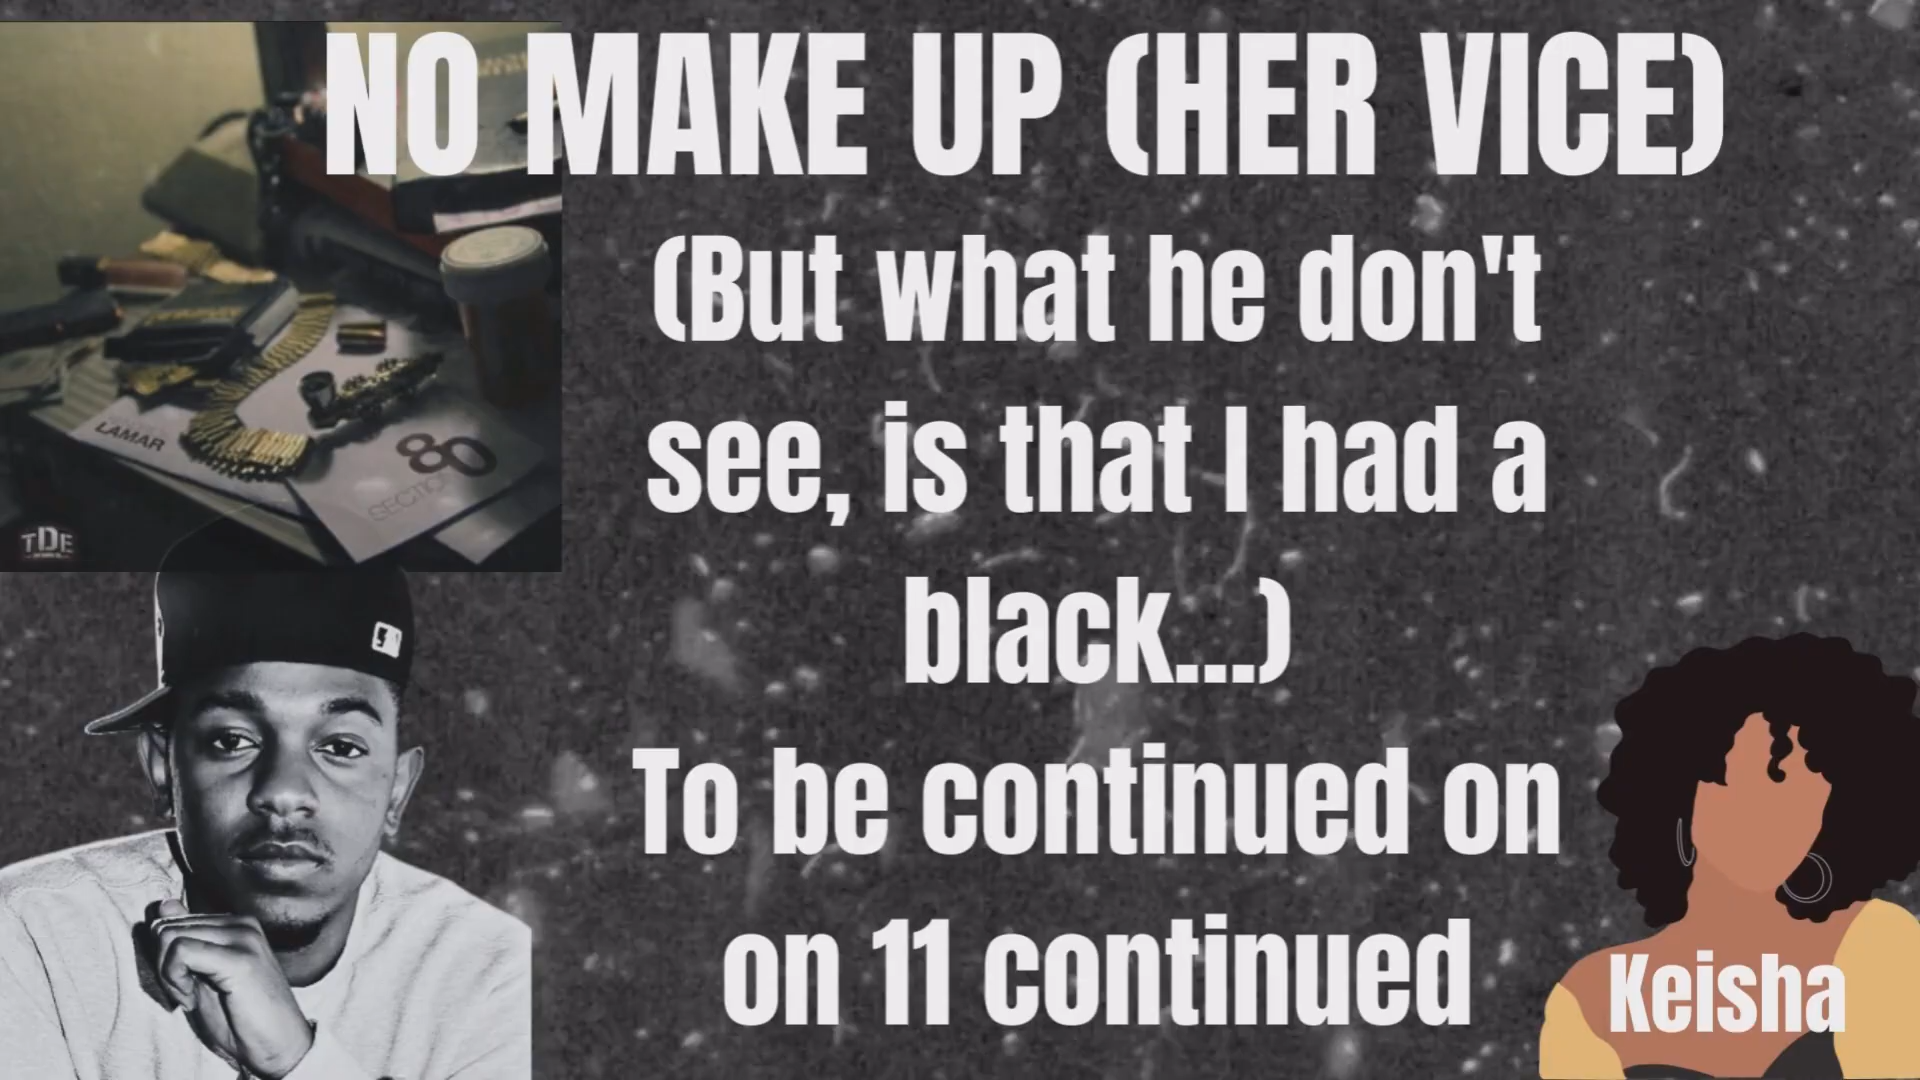 NO MAKE UP (HER VICE)
(But what he don't
see, is that I had a
black...)
To be continued on
on 11 continued
LAMAR
80
SECTION
TDE
Keisha